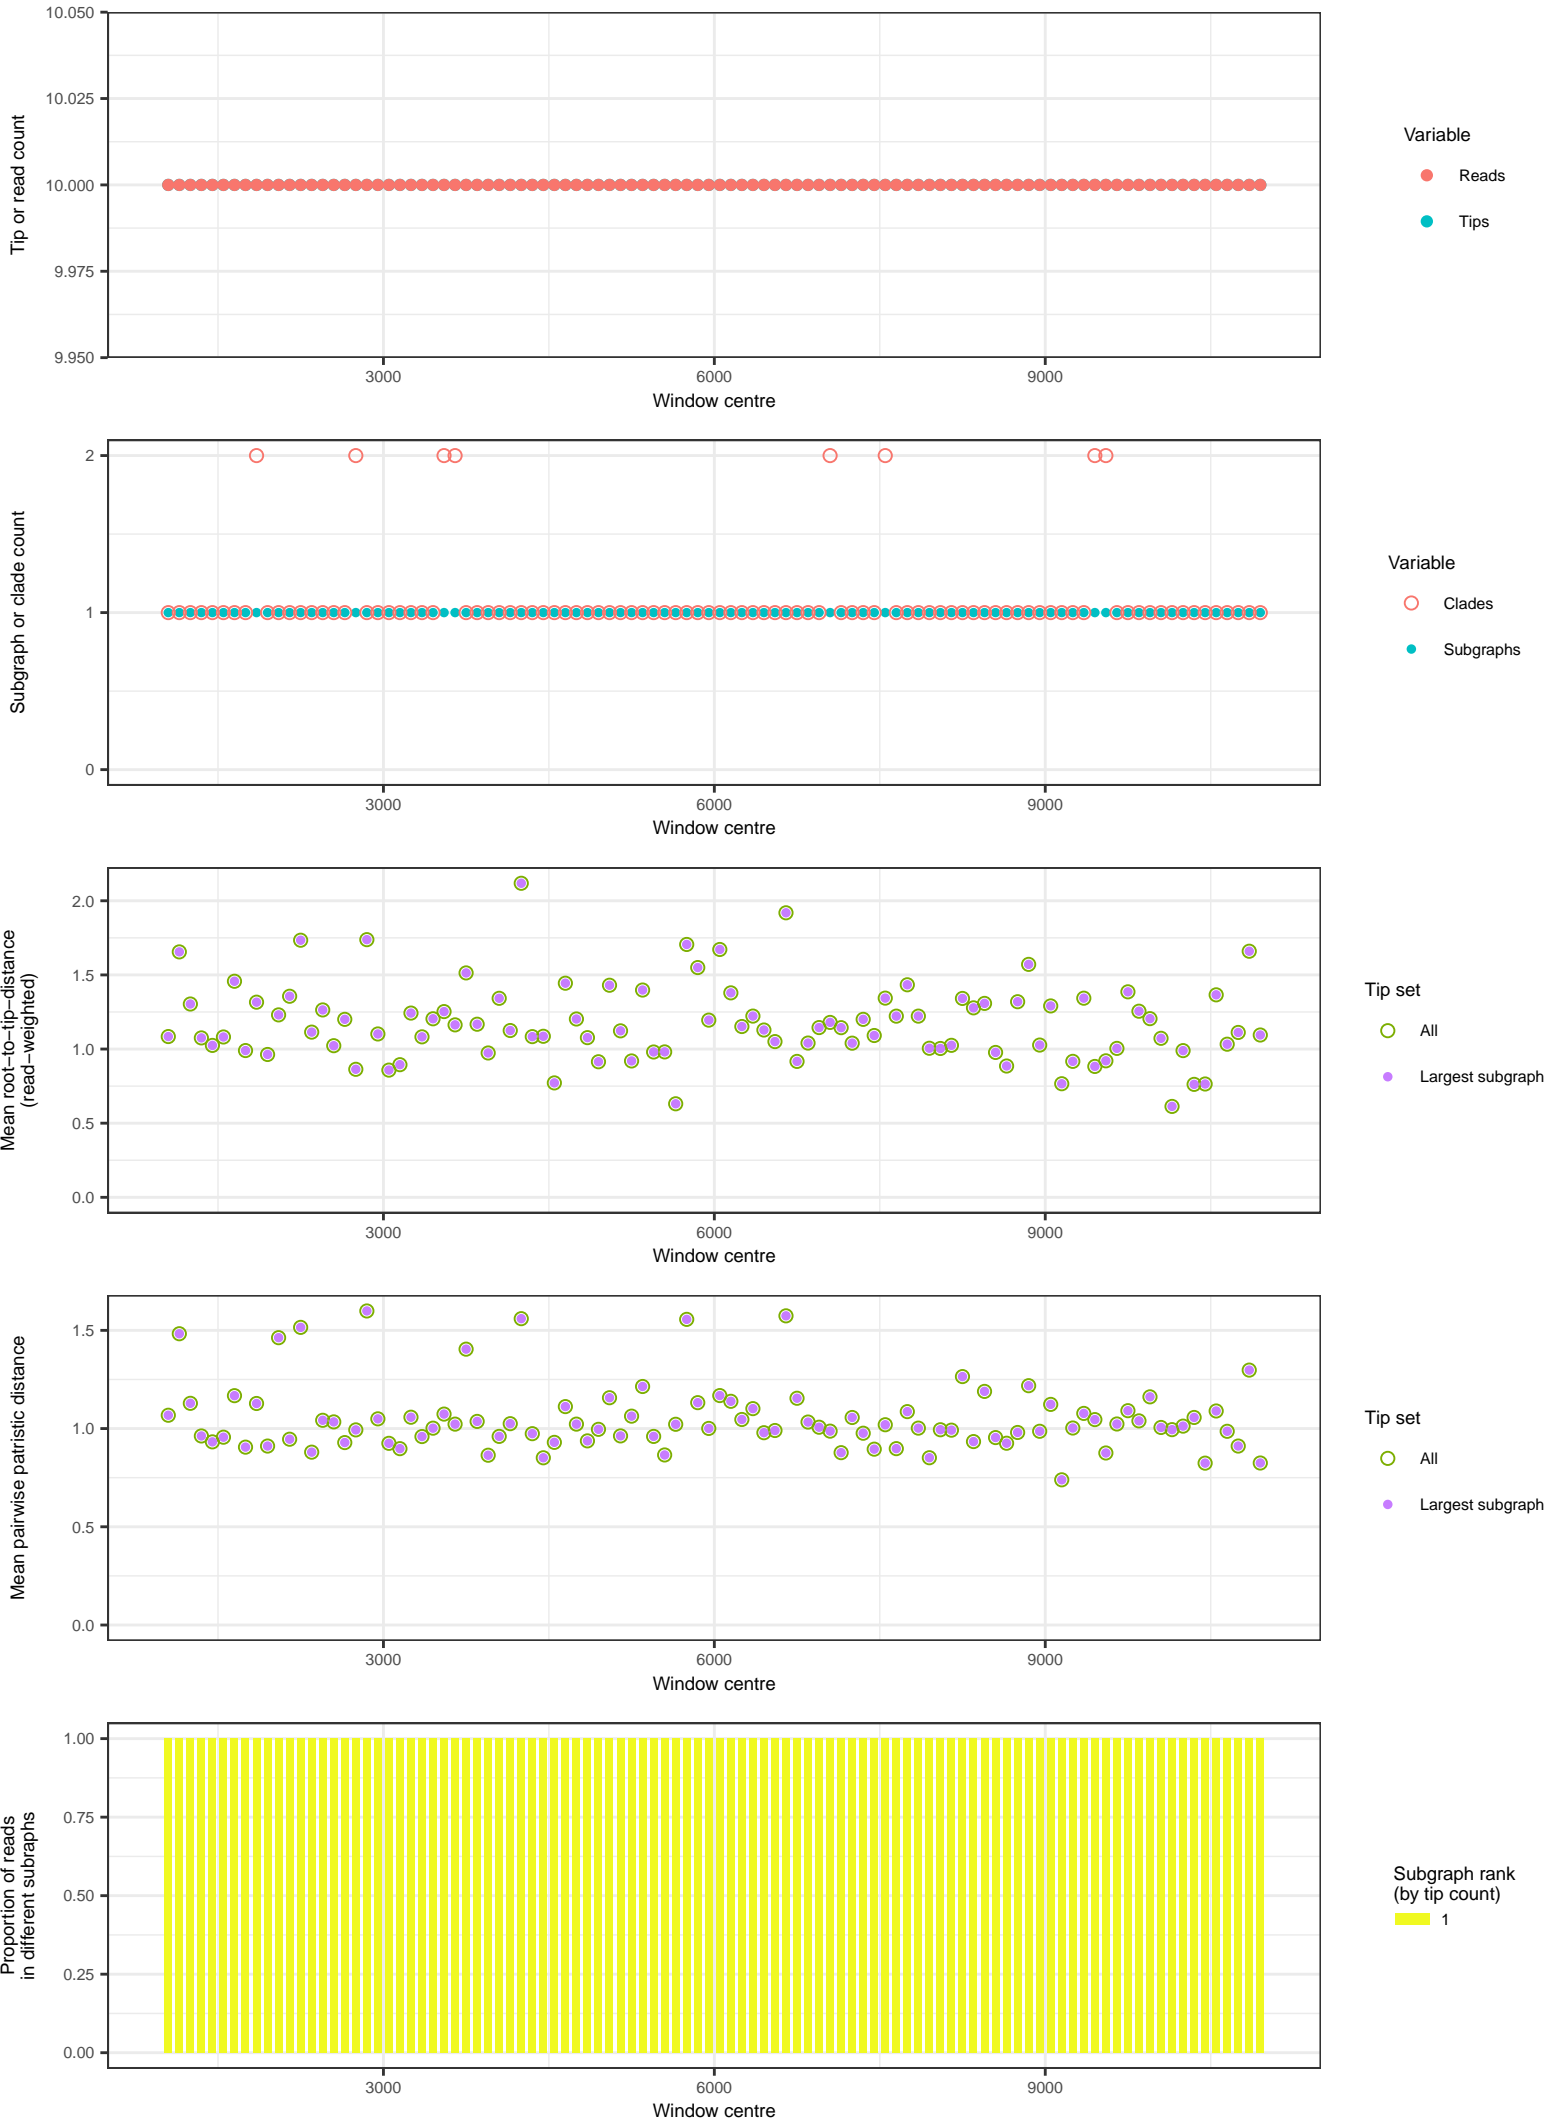 10.050
10.025
10.000
9.975
9.950
Tip or read count
3000
6000
9000
Window centre
Variable
Reads
Tips
2
1
0
Subgraph or clade count
3000
6000
9000
Window centre
Variable
Clades
Subgraphs
2.0
1.5
1.0
0.5
0.0
Mean root−to−tip−distance
(read−weighted)
3000
6000
9000
Window centre
Tip set
All
Largest subgraph
1.5
1.0
0.5
0.0
Mean pairwise patristic distance
3000
6000
9000
Window centre
Tip set
All
Largest subgraph
1.00
0.75
0.50
0.25
0.00
Proportion of reads
in different subraphs
3000
6000
9000
Window centre
Subgraph rank
(by tip count)
1